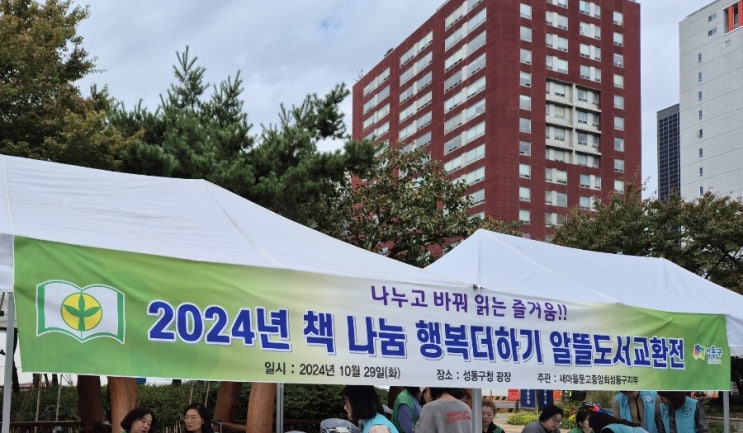 나누고 바꿔 읽는 즐거움!!
2024년 책 나눔 행복더하기 알뜰도서교환전
일시 : 2024년 10월 29일(화) 장소 : 성동구청 광장 주관 : 새마을문고중앙회성동구지부